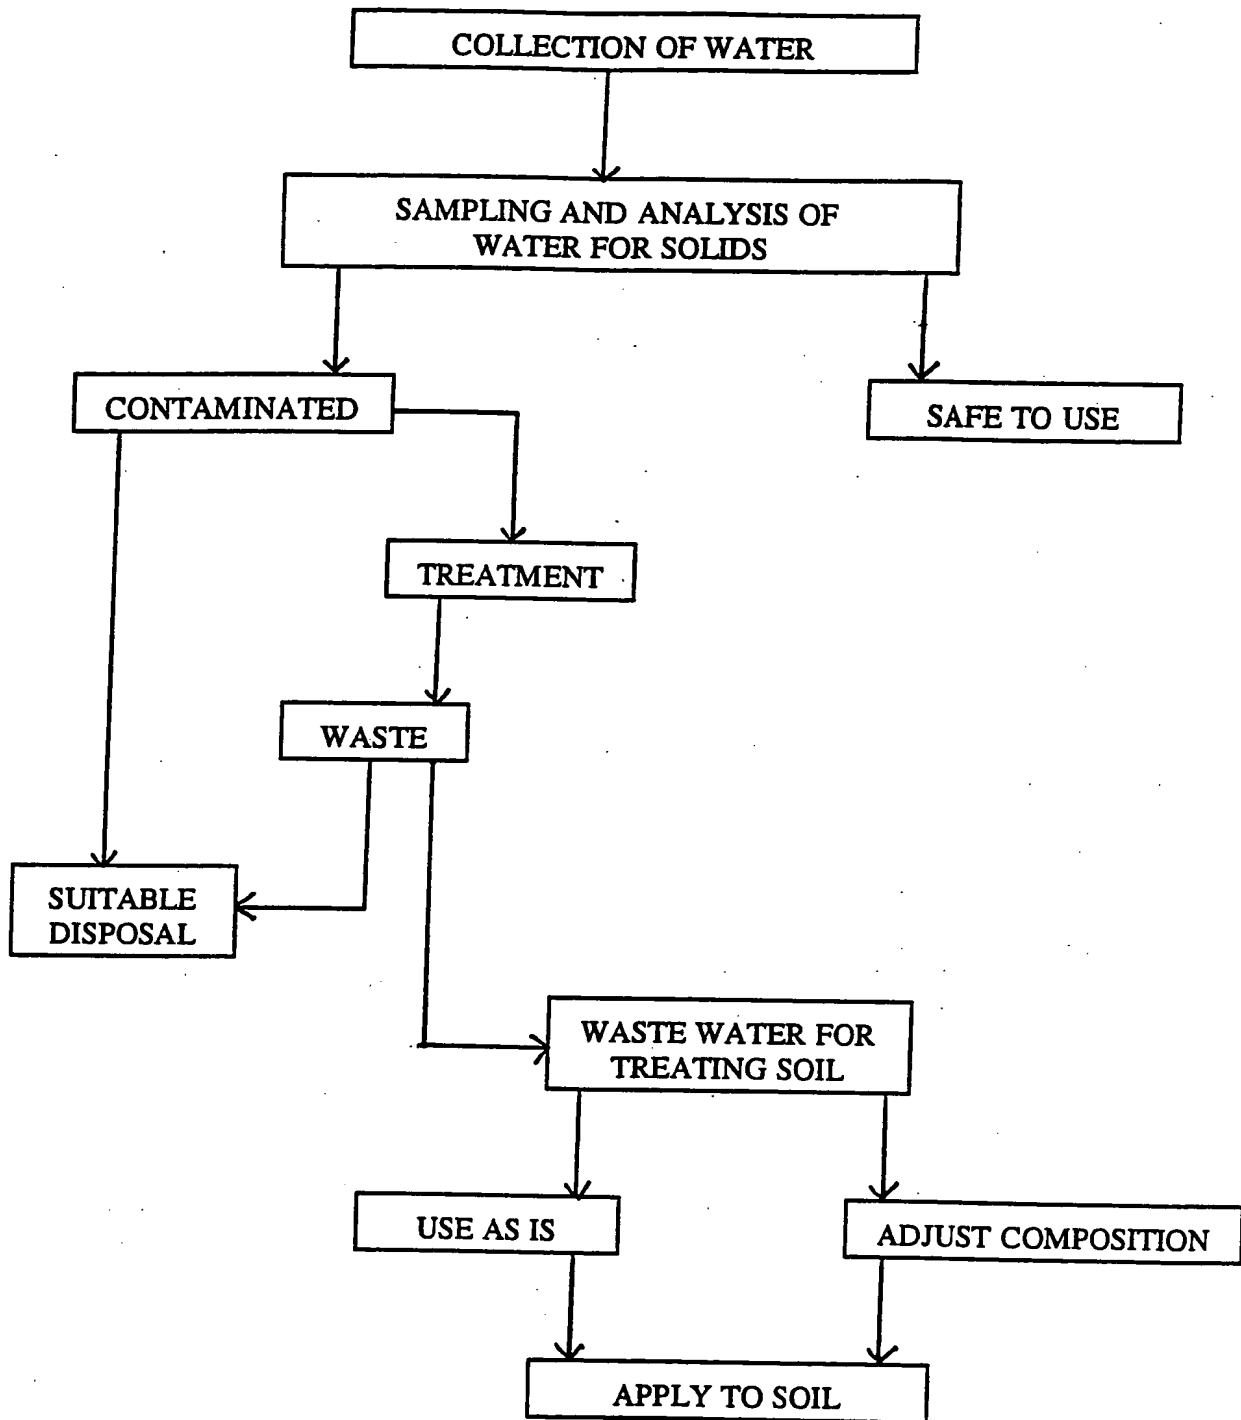 COLLECTION OF WATER
SAMPLING AND ANALYSIS OF
WATER FOR SOLIDS
CONTAMINATED
SAFE TO USE
TREATMENT
WASTE
SUITABLE
DISPOSAL
WASTE WATER FOR
TREATING SOIL
USE AS IS
ADJUST COMPOSITION
APPLY TO SOIL